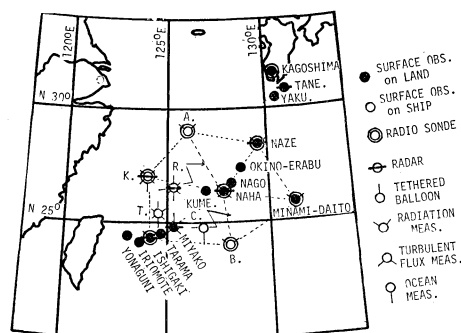 120°E
125°E
130°E
N 30°
N 25°
KAGOSHIMA
TANE.
YAKU.
A.
NAZE
OKINO-ERABU
K.
R.
NAGO
KUME.
NAHA
MINAMI-DAITO
T.
C.
B.
MIYAKO
TARAMA
ISHIGAKI
IRIOMOTE
YONAGUNI
SURFACE OBS.
on LAND
SURFACE OBS.
on SHIP
RADIO SONDE
RADAR
TETHERED
BALLOON
RADIATION
MEAS.
TURBULENT
FLUX MEAS.
OCEAN
MEAS.